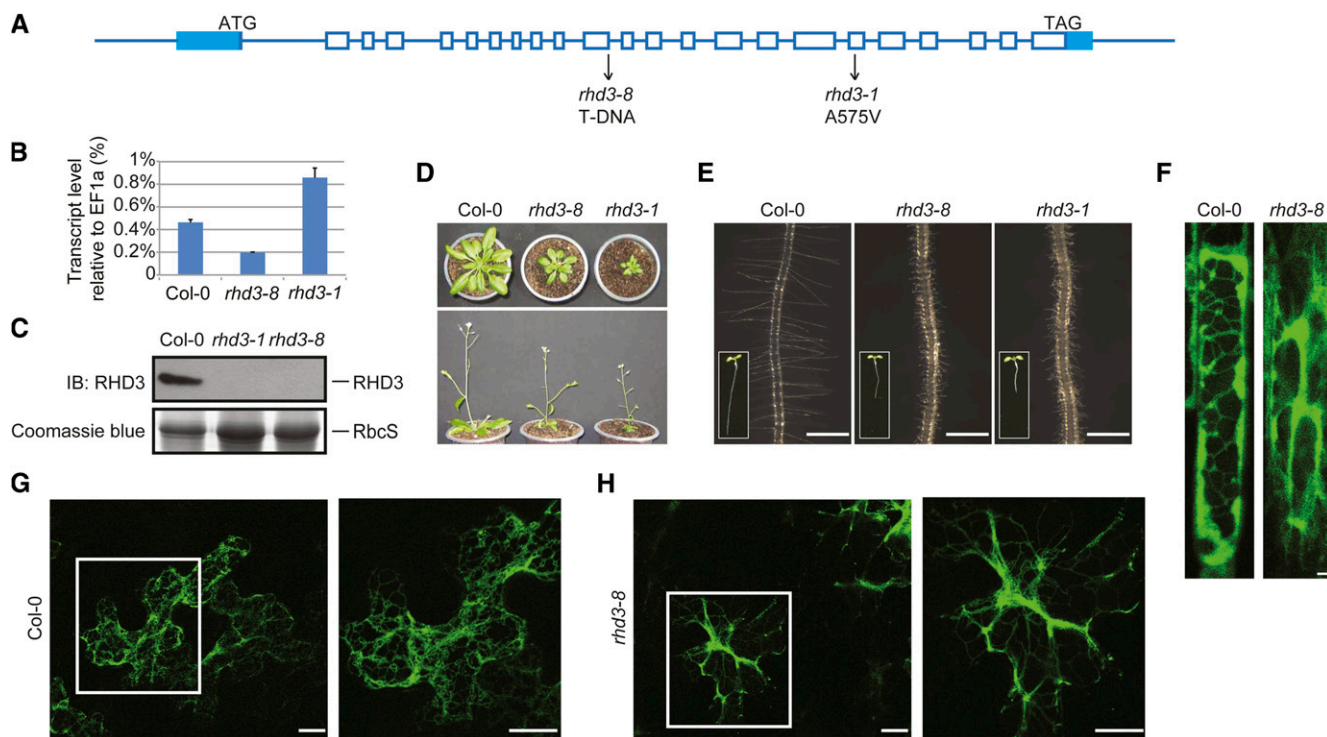 A
ATG
TAG
rhd3-8
T-DNA
rhd3-1
A575V
B
Transcript level
relative to EF1a (%)
1%
0.8%
0.6%
0.4%
0.2%
0
Col-0 rhd3-8 rhd3-1
C
Col-0 rhd3-1 rhd3-8
IB: RHD3
RHD3
Coomassie blue
RbcS
D
Col-0 rhd3-8 rhd3-1
E
Col-0 rhd3-8 rhd3-1
F
Col-0 rhd3-8
G
Col-0
H
rhd3-8